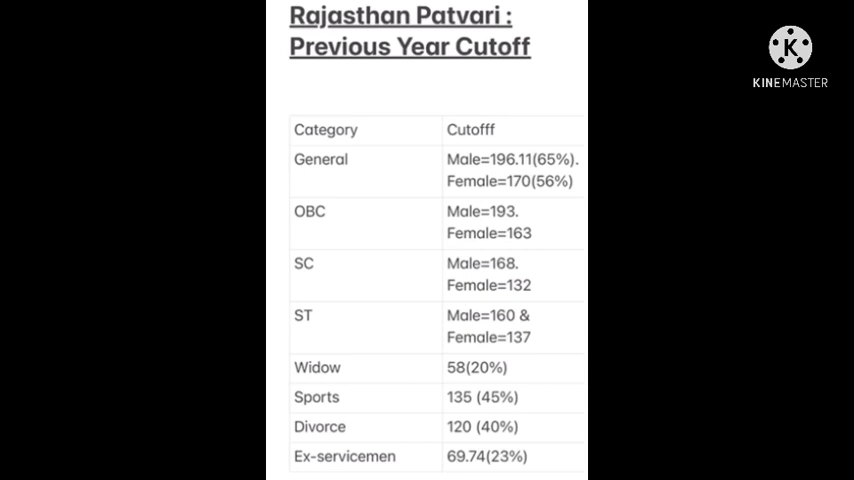 Rajasthan Patvari :
Previous Year Cutoff
K
KINEMASTER
Category Cutofff
General Male=196.11(65%).
Female=170(56%)
OBC Male=193.
Female=163
SC Male=168.
Female=132
ST Male=160 &
Female=137
Widow 58(20%)
Sports 135 (45%)
Divorce 120 (40%)
Ex-servicemen 69.74(23%)